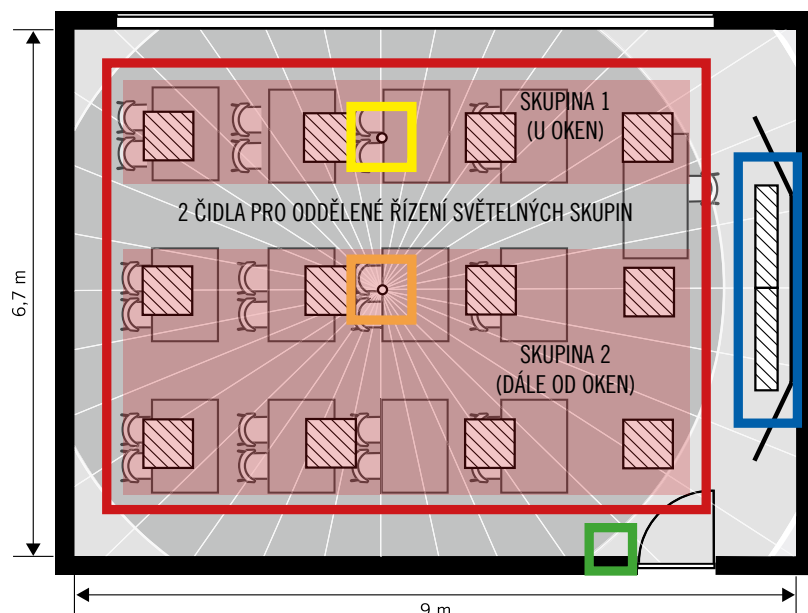 SKUPINA 1
(U OKEN)
2 ČIDLA PRO ODDĚLENÉ ŘÍZENÍ SVĚTELNÝCH SKUPIN
6,7 m
SKUPINA 2
(DÁLE OD OKEN)
9 m